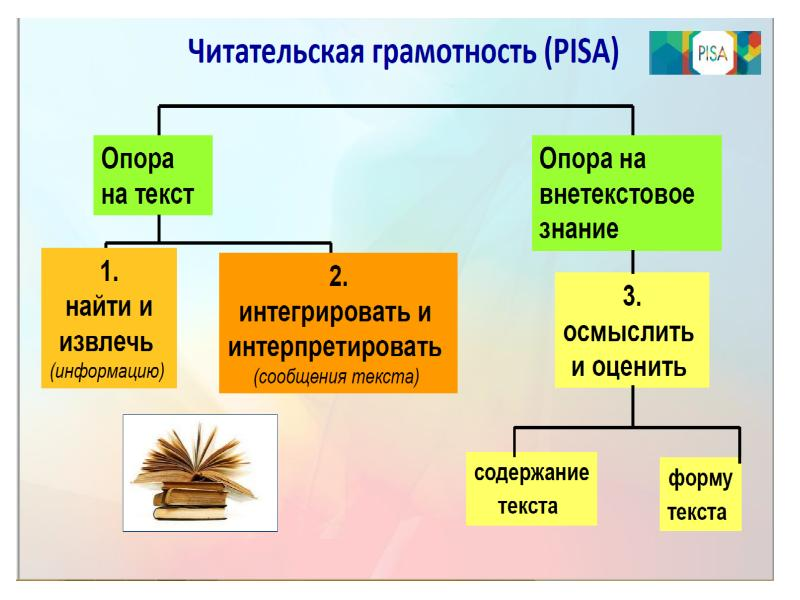 Читательская грамотность (PISA)
PISA
Опора
на текст
Опора на
внетекстовое
знание
1.
найти и
извлечь
(информацию)
2.
интегрировать и
интерпретировать
(сообщения текста)
3.
осмыслить
и оценить
содержание
текста
форму
текста